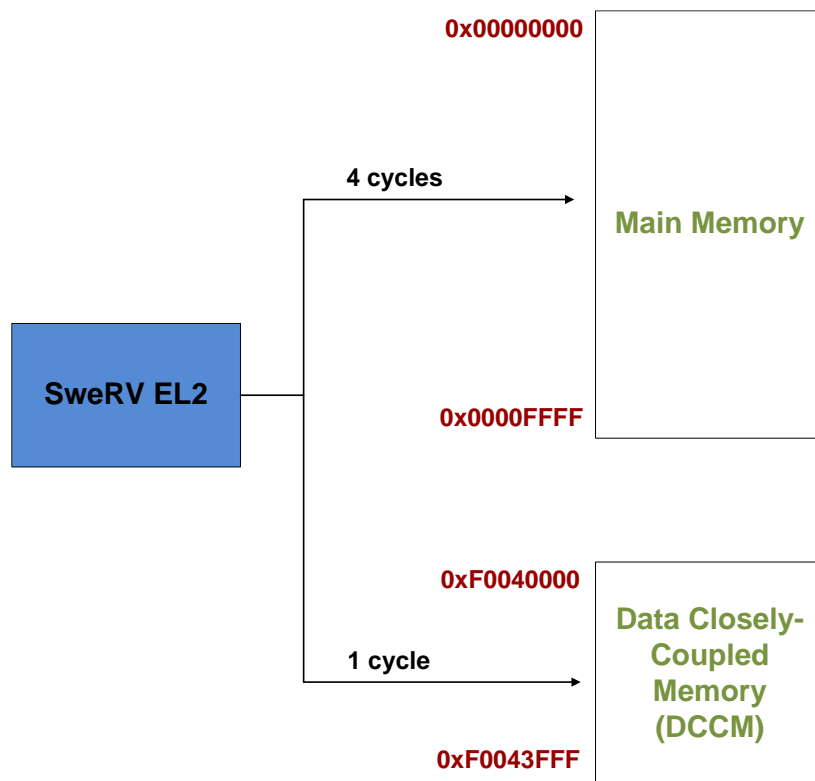 0x00000000
4 cycles
Main Memory
SweRV EL2
0x0000FFFF
0xF0040000
Data Closely-
Coupled
Memory
(DCCM)
1 cycle
0xF0043FFF